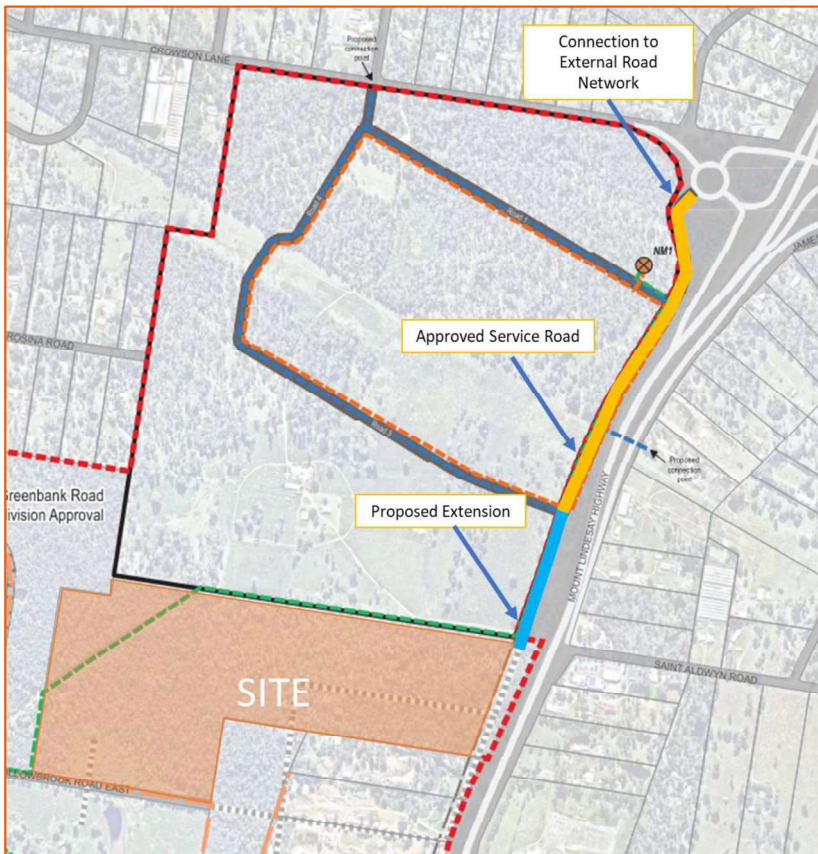 Connection to
External Road
Network
CROWSON LANE
Proposed
connection
point
Road 4
Road 1
NM1
JAMES
Approved Service Road
ROSINA ROAD
Road 3
Proposed
connection
point
Greenbank Road
ivision Approval
Proposed Extension
MOUNT LINDESAY HIGHWAY
SAINT ALDWYN ROAD
SITE
LLOWBROOK ROAD EAST